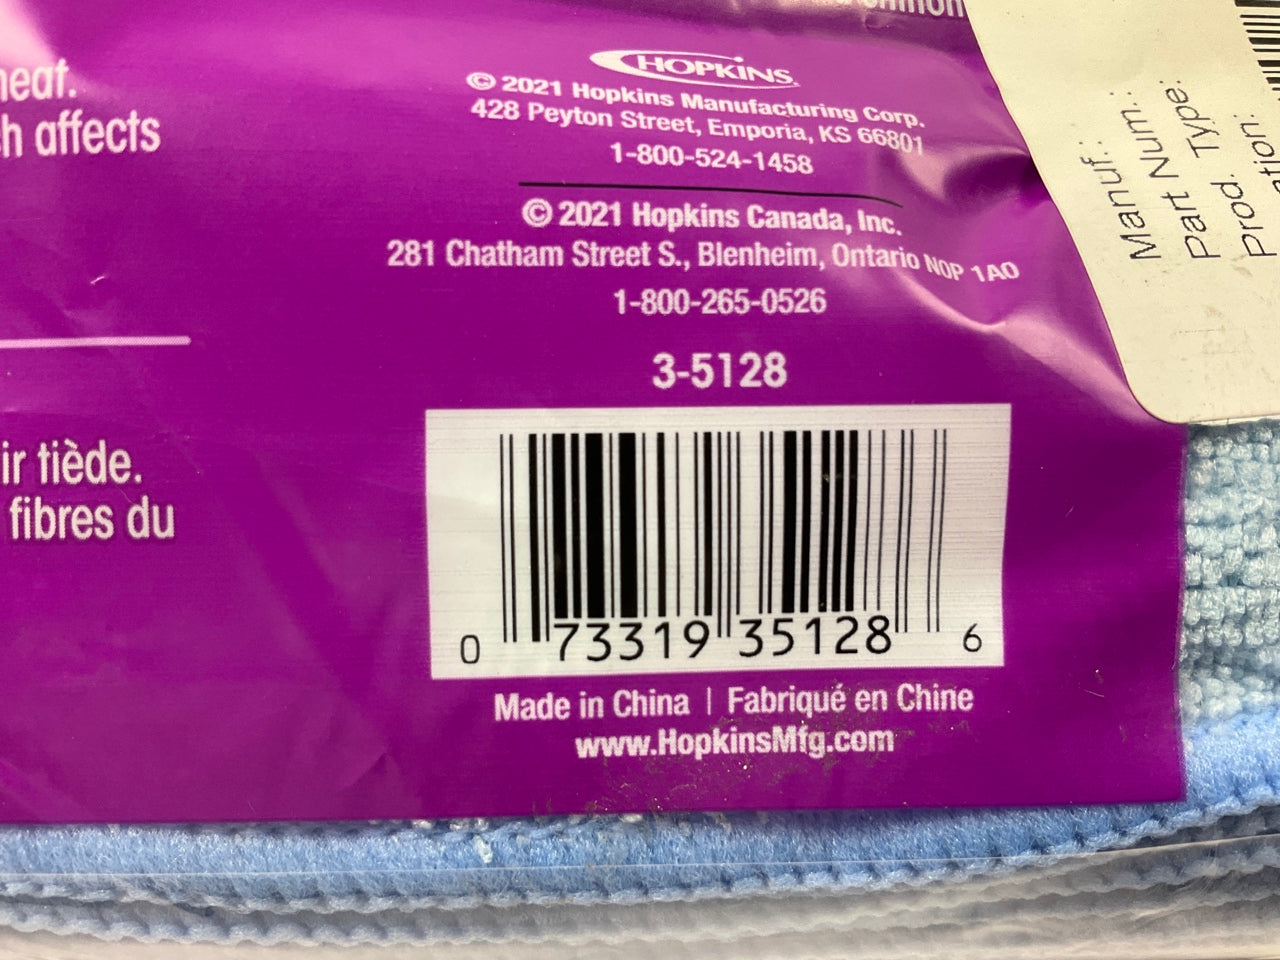 heat.
ch affects
HOPKINS
© 2021 Hopkins Manufacturing Corp.
428 Peyton Street, Emporia, KS 66801
1-800-524-1458
© 2021 Hopkins Canada, Inc.
281 Chatham Street S., Blenheim, Ontario N0P 1A0
1-800-265-0526
3-5128
ir tiède.
fibres du
0 73319 35128 6
Made in China | Fabriqué en Chine
www.HopkinsMfg.com
Manuf.:
Part Num.:
Prod. Type: